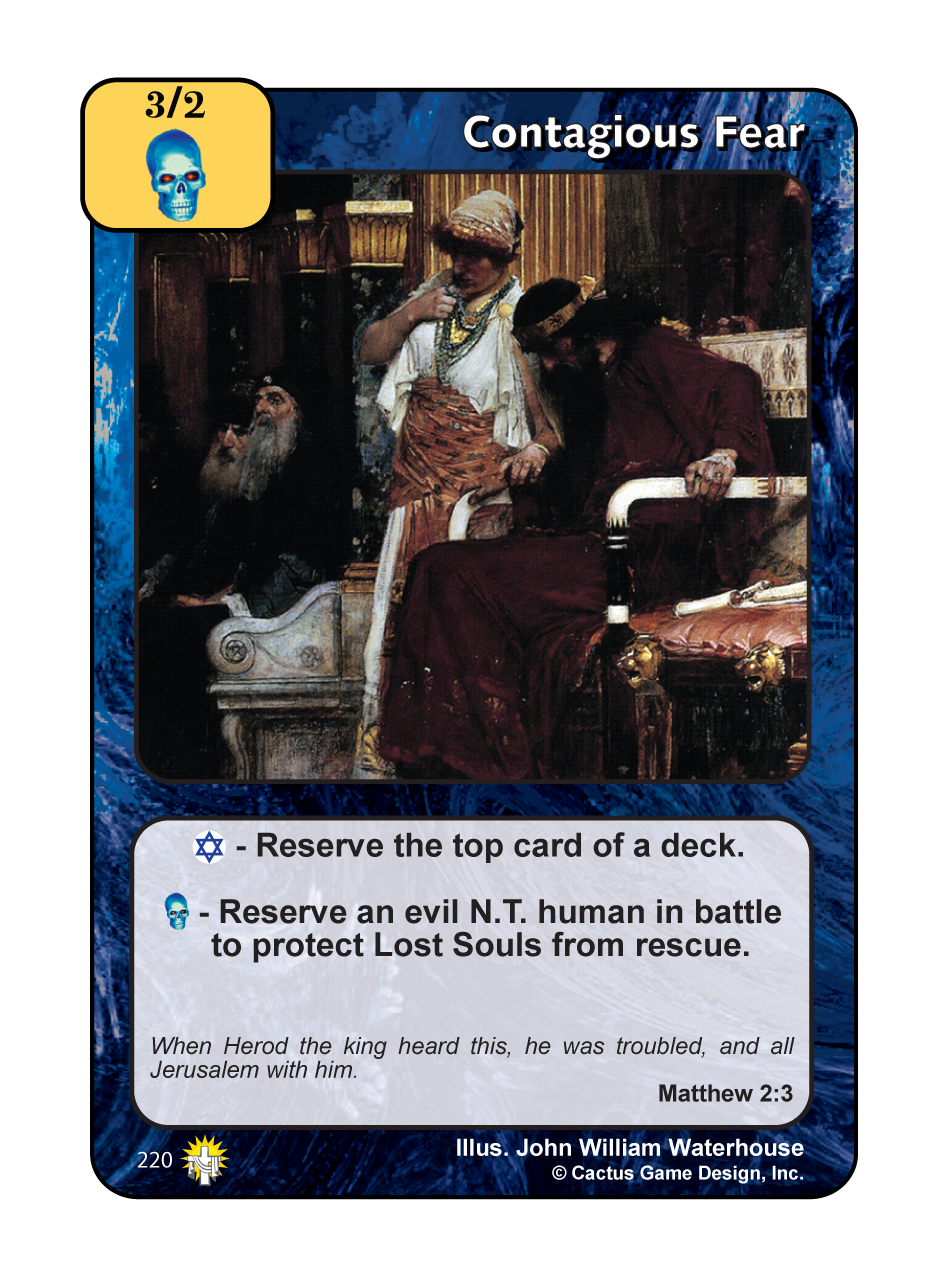 3/2
Contagious Fear
- Reserve the top card of a deck.
- Reserve an evil N.T. human in battle
to protect Lost Souls from rescue.
When Herod the king heard this, he was troubled, and all
Jerusalem with him.
Matthew 2:3
220
Illus. John William Waterhouse
© Cactus Game Design, Inc.